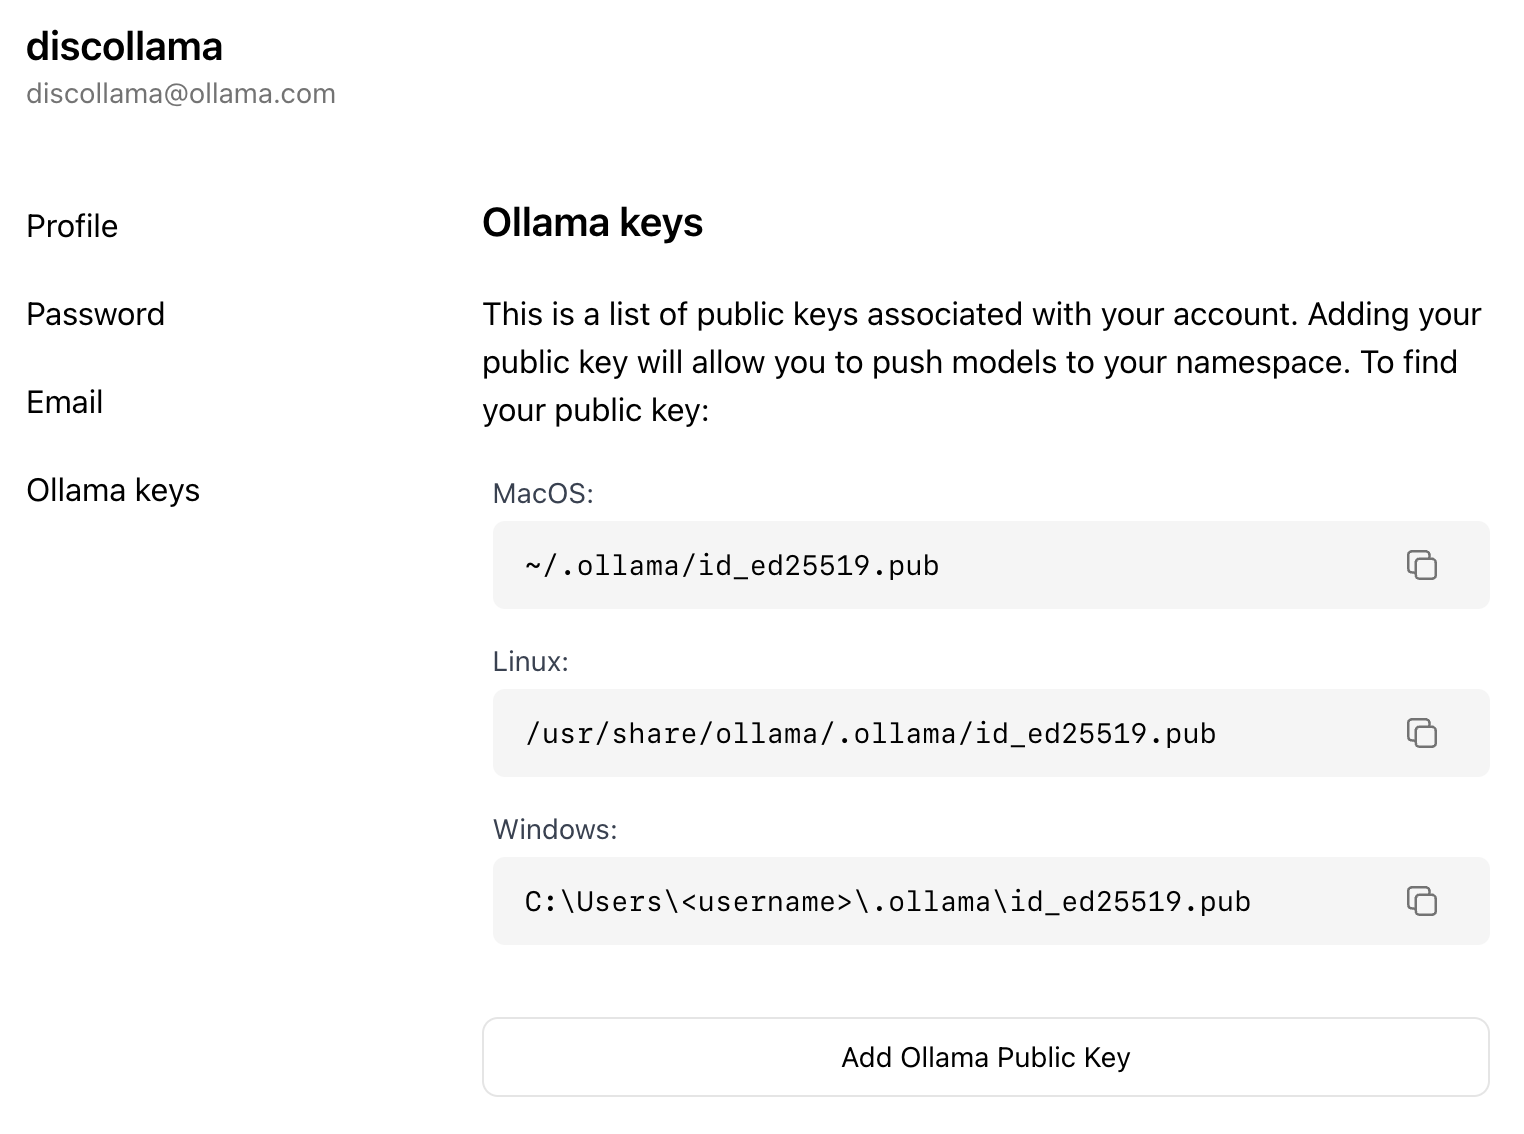 discollama
discollama@ollama.com
Profile
Password
Email
Ollama keys
Ollama keys
This is a list of public keys associated with your account. Adding your
public key will allow you to push models to your namespace. To find
your public key:
MacOS:
~/.ollama/id_ed25519.pub
Linux:
/usr/share/ollama/.ollama/id_ed25519.pub
Windows:
C:\Users\<username>\.ollama\id_ed25519.pub
Add Ollama Public Key